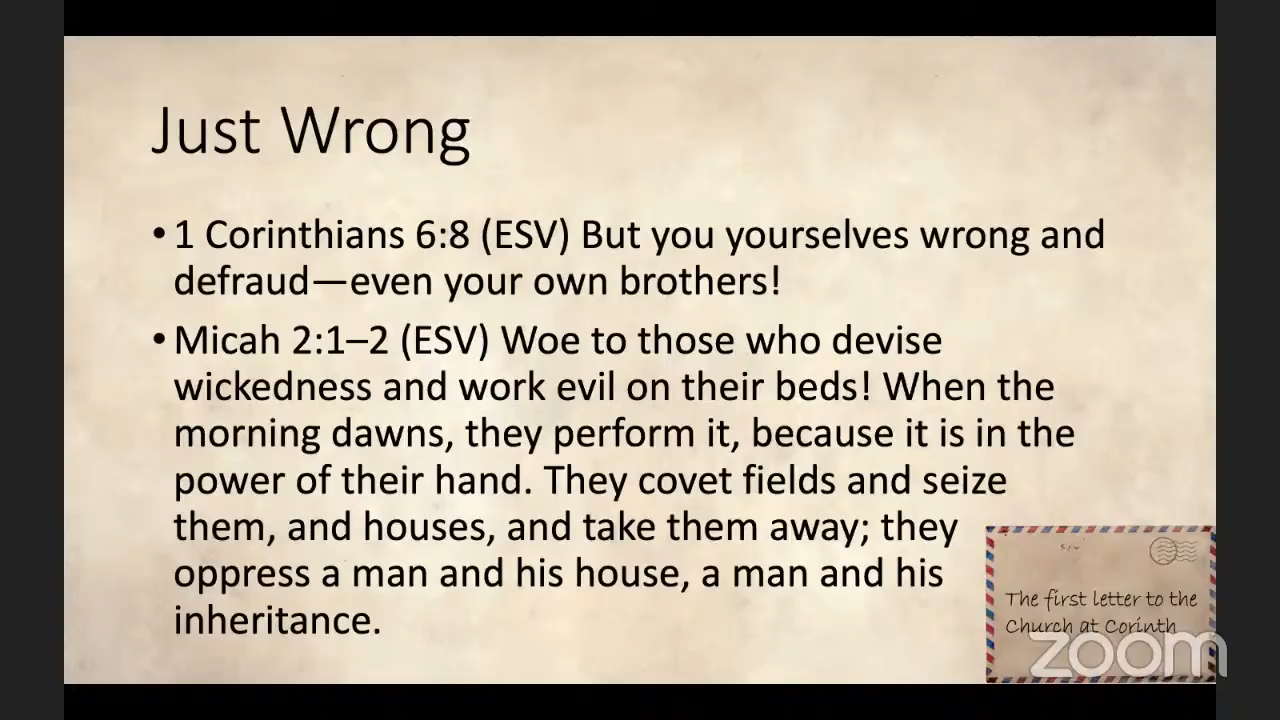 Just Wrong
• 1 Corinthians 6:8 (ESV) But you yourselves wrong and
defraud—even your own brothers!
• Micah 2:1–2 (ESV) Woe to those who devise
wickedness and work evil on their beds! When the
morning dawns, they perform it, because it is in the
power of their hand. They covet fields and seize
them, and houses, and take them away; they
oppress a man and his house, a man and his
inheritance.
The first letter to the
Church at Corinth
zoom